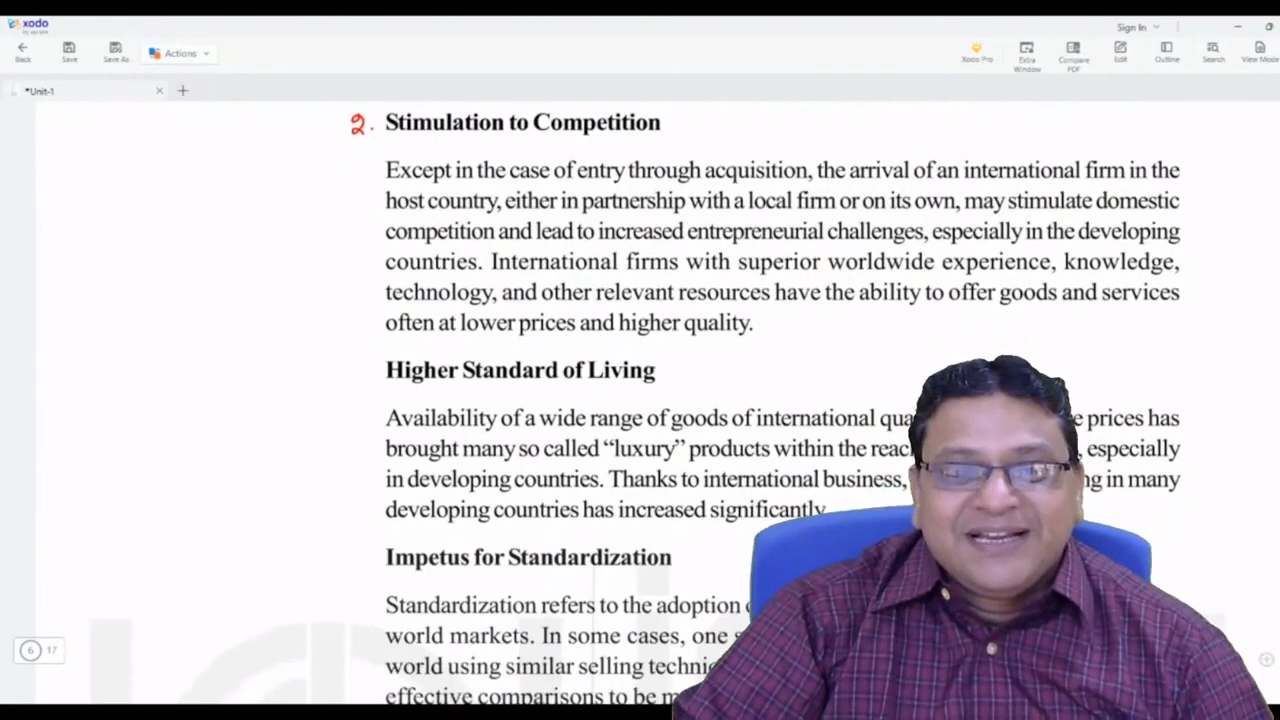 xodo
Sign In
Back
Save
Save As
Actions
Xodo Pro
Extra Window
Compare PDF
Edit
Outline
Search
View Mode
*Unit-1
2. Stimulation to Competition
Except in the case of entry through acquisition, the arrival of an international firm in the
host country, either in partnership with a local firm or on its own, may stimulate domestic
competition and lead to increased entrepreneurial challenges, especially in the developing
countries. International firms with superior worldwide experience, knowledge,
technology, and other relevant resources have the ability to offer goods and services
often at lower prices and higher quality.
Higher Standard of Living
Availability of a wide range of goods of international prices has
brought many so called “luxury” products within the especially
in developing countries. Thanks to international business, in many
developing countries has increased significantly
Impetus for Standardization
Standardization refers to the adoption
world markets. In some cases, one
world using similar selling
effective comparisons to be
6 17